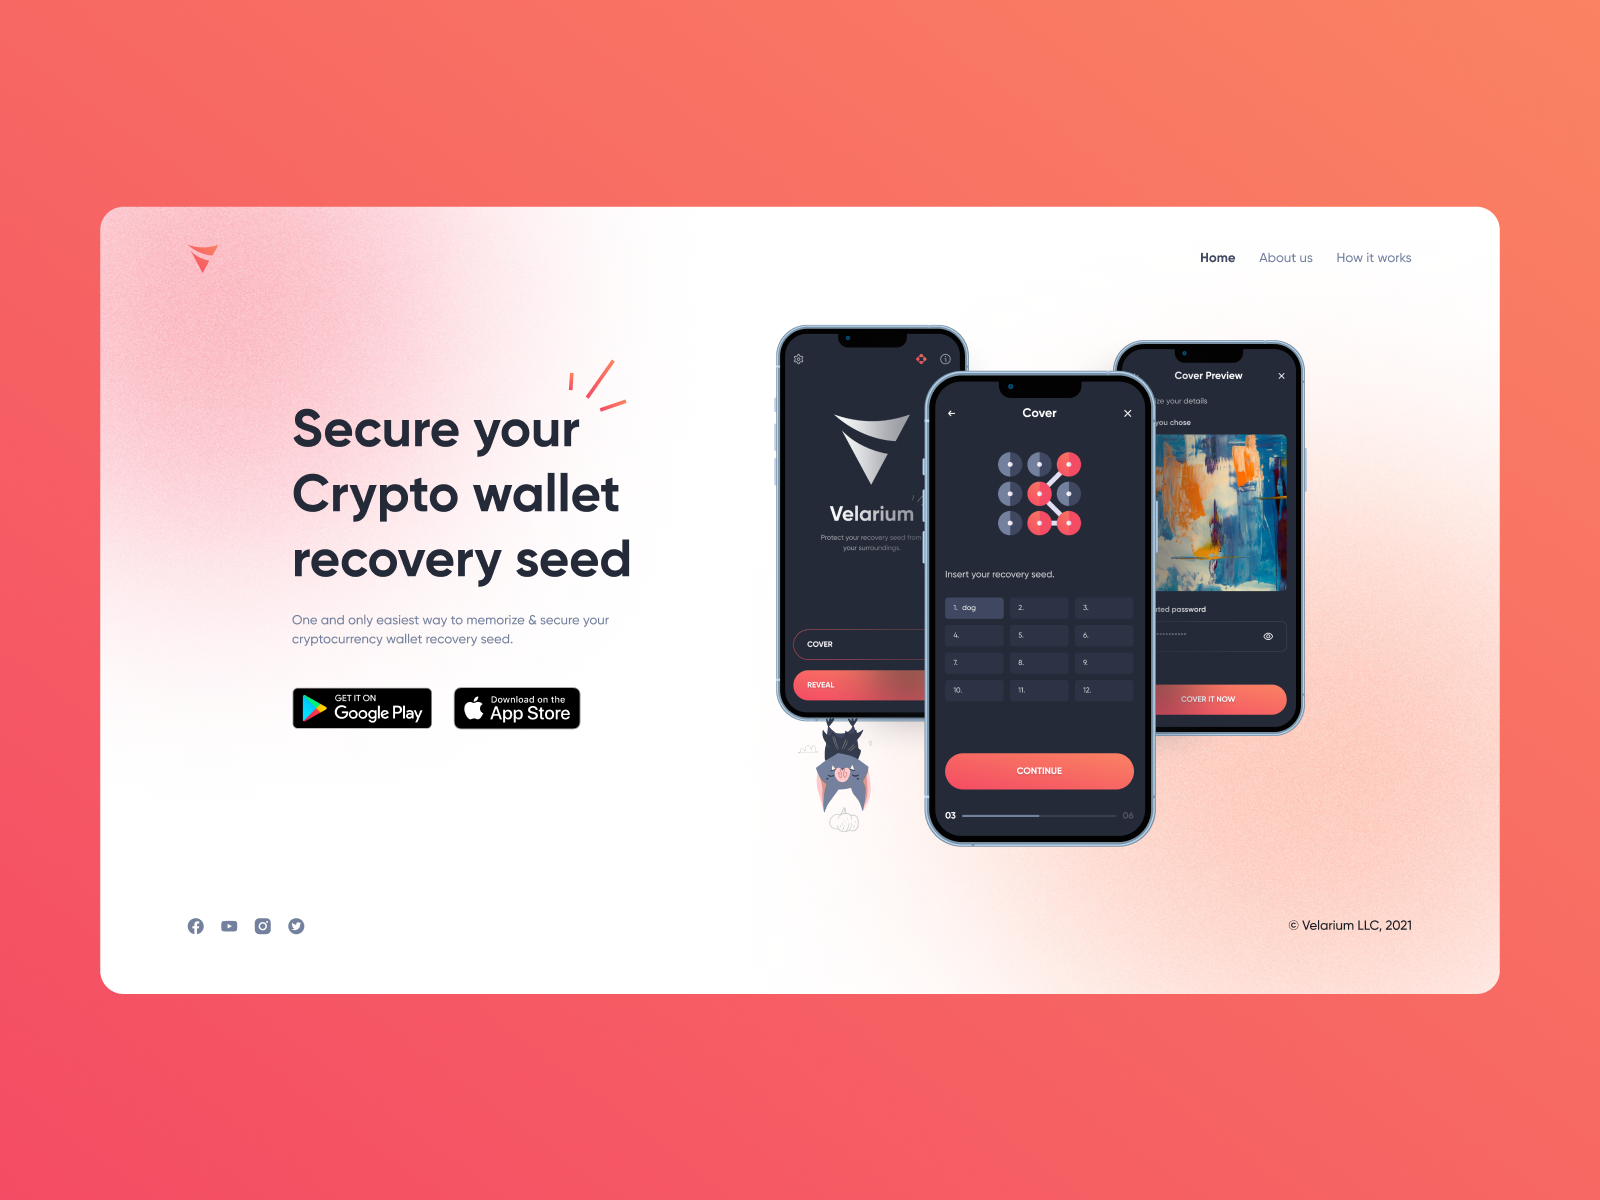 Home
About us
How it works
Secure your
Crypto wallet
recovery seed
One and only easiest way to memorize & secure your
cryptocurrency wallet recovery seed.
GET IT ON
Google Play
Download on the
App Store
Velarium
Protect your recovery seed from
your surroundings.
COVER
REVEAL
Cover
Insert your recovery seed.
1. dog
2.
3.
4.
5.
6.
7.
8.
9.
10.
11.
12.
CONTINUE
03
06
Cover Preview
your details
you chose
password
COVER IT NOW
© Velarium LLC, 2021